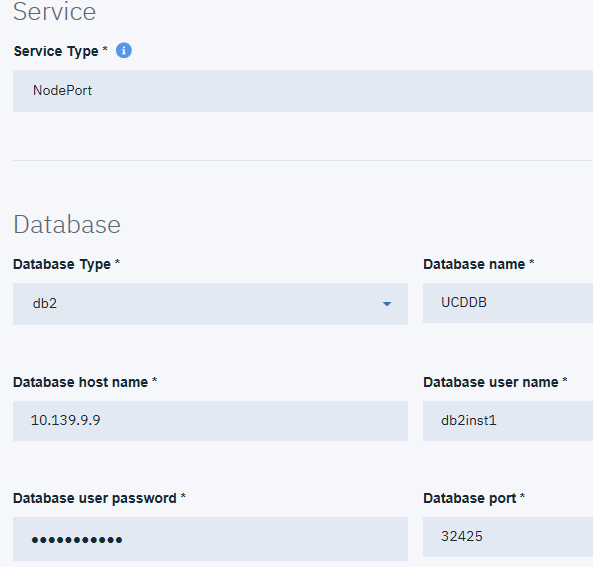 Service
Service Type *
NodePort
Database
Database Type * Database name *
db2 UCDDB
Database host name * Database user name *
10.139.9.9 db2inst1
Database user password * Database port *
●●●●●●●●●●● 32425